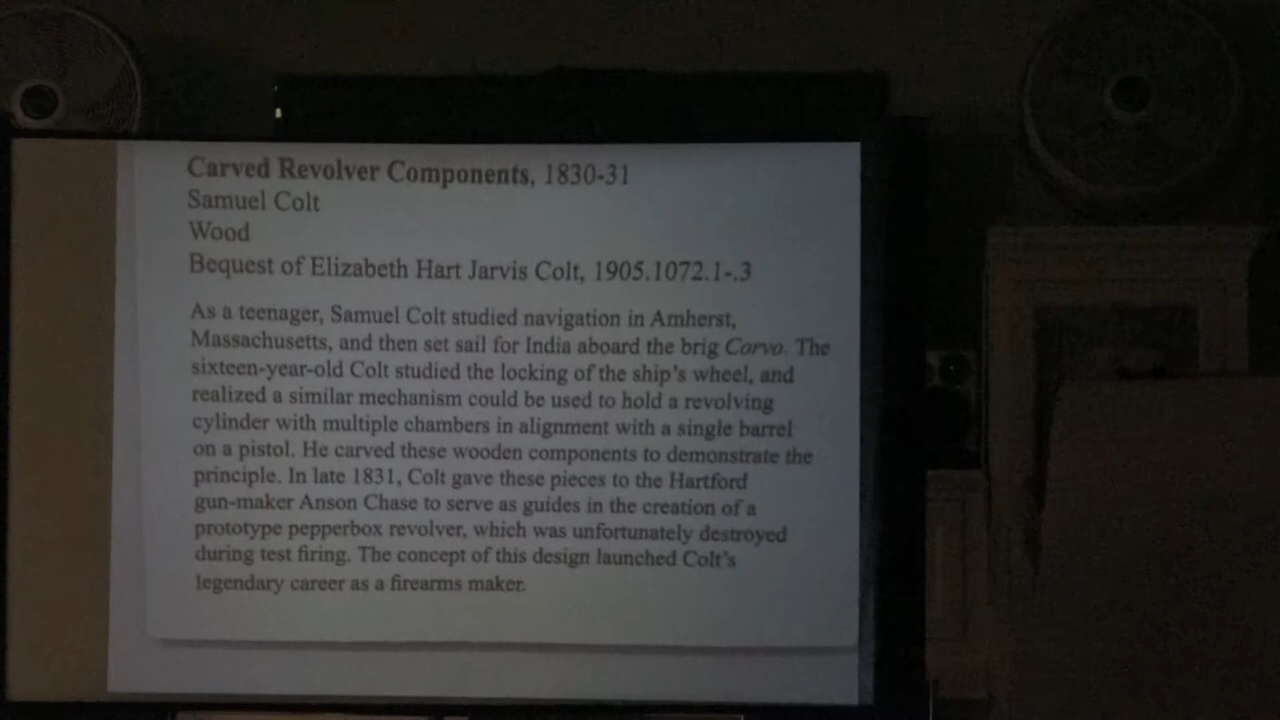 Carved Revolver Components, 1830-31
Samuel Colt
Wood
Bequest of Elizabeth Hart Jarvis Colt, 1905.1072.1-.3
As a teenager, Samuel Colt studied navigation in Amherst,
Massachusetts, and then set sail for India aboard the brig Corvo. The
sixteen-year-old Colt studied the locking of the ship's wheel, and
realized a similar mechanism could be used to hold a revolving
cylinder with multiple chambers in alignment with a single barrel
on a pistol. He carved these wooden components to demonstrate the
principle. In late 1831, Colt gave these pieces to the Hartford
gun-maker Anson Chase to serve as guides in the creation of a
prototype pepperbox revolver, which was unfortunately destroyed
during test firing. The concept of this design launched Colt's
legendary career as a firearms maker.